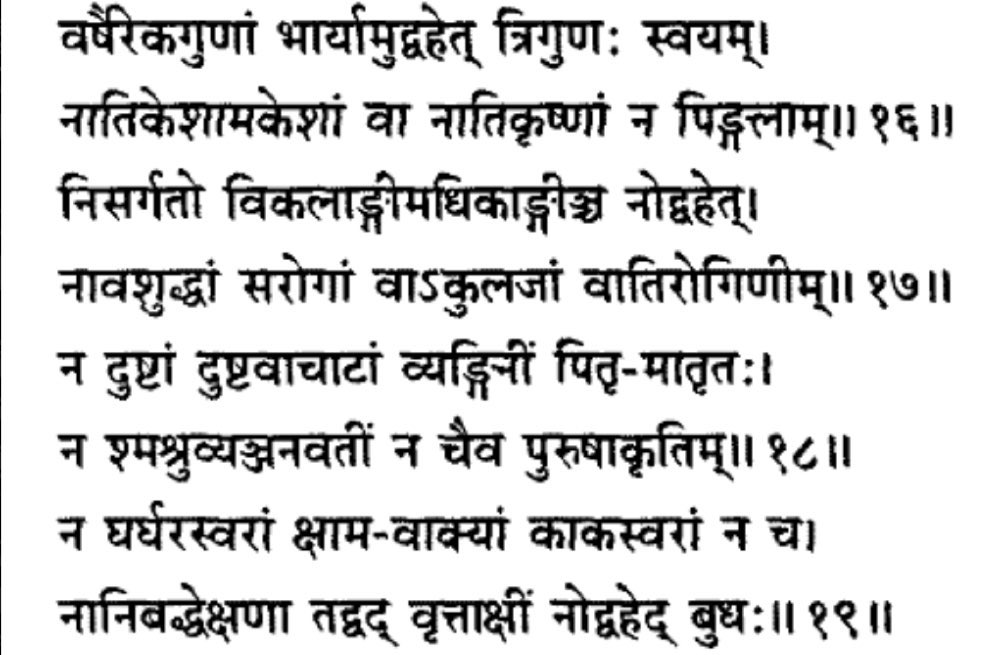 वर्षैरेकगुणां भार्यामुद्वहेत् त्रिगुणः स्वयम्।
नातिकेशामकेशां वा नातिकृष्णां न पिङ्गलाम्॥ १६॥
निसर्गतो विकलाङ्गीमधिकाङ्गीञ्च नोद्वहेत्।
नावशुद्धां सरोगां वाऽकुलजां वातिरोगिणीम्॥ १७॥
न दुष्टां दुष्टवाचाटां व्यङ्गिनीं पितृ-मातृतः।
न श्मश्रुव्यञ्जनवतीं न चैव पुरुषाकृतिम्॥ १८॥
न घर्घरस्वरां क्षाम-वाक्यां काकस्वरां न च।
नानिबद्धेक्षणा तद्वद् वृत्ताक्षीं नोद्वहेद् बुधः॥ १९॥